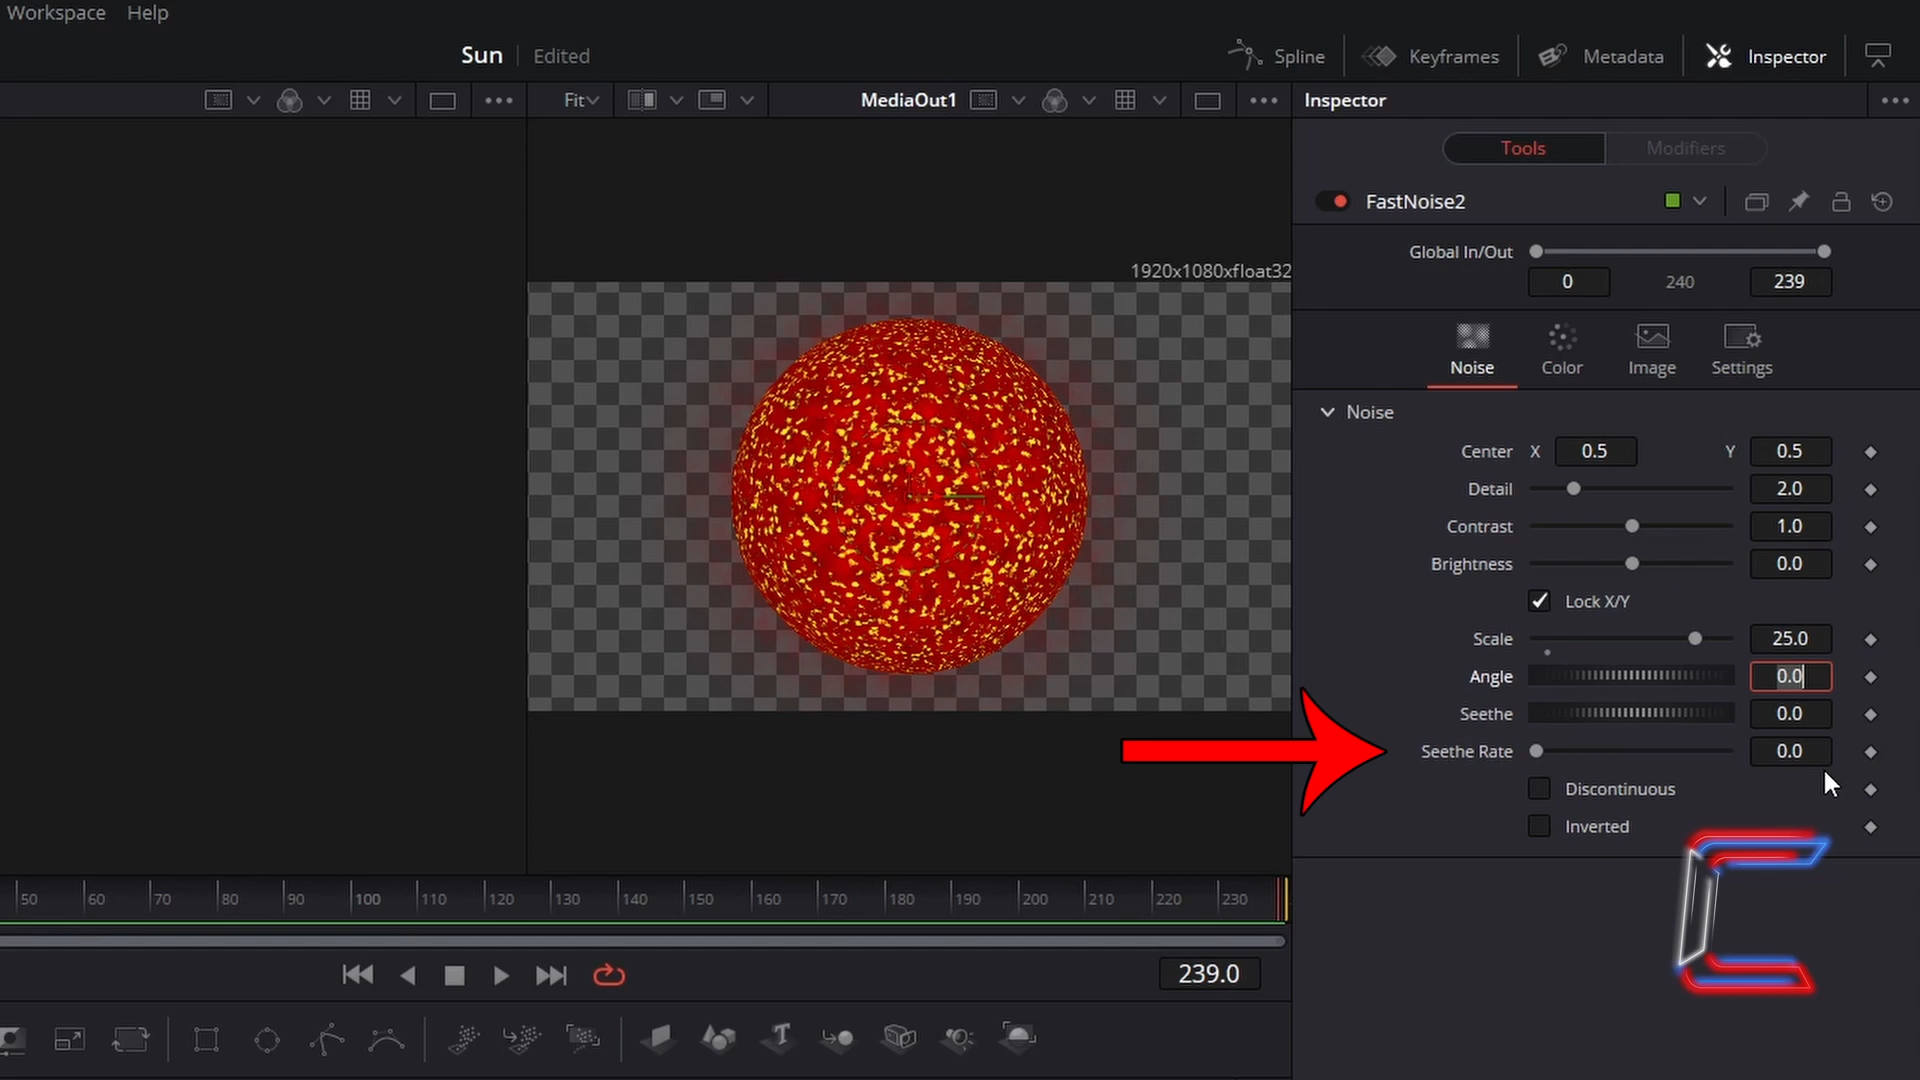 Workspace Help
Sun Edited Spline Keyframes Metadata Inspector
Fit MediaOut1 Inspector
Tools Modifiers
FastNoise2
Global In/Out
0 240 239
1920x1080xfloat32
Noise Color Image Settings
Noise
Center X 0.5 Y 0.5
Detail 2.0
Contrast 1.0
Brightness 0.0
Lock X/Y
Scale 25.0
Angle 0.0
Seethe 0.0
Seethe Rate 0.0
Discontinuous
Inverted
50 60 70 80 90 100 110 120 130 140 150 160 170 180 190 200 210 220 230
239.0